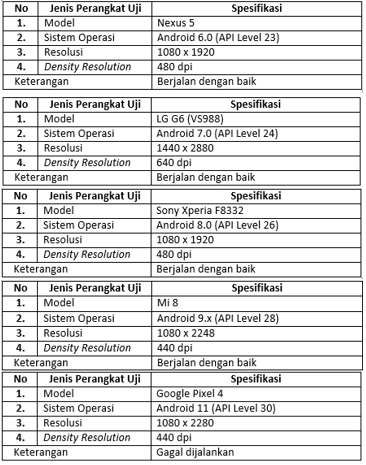 No Jenis Perangkat Uji Spesifikasi
1. Model Nexus 5
2. Sistem Operasi Android 6.0 (API Level 23)
3. Resolusi 1080 x 1920
4. Density Resolution 480 dpi
Keterangan Berjalan dengan baik
No Jenis Perangkat Uji Spesifikasi
1. Model LG G6 (VS988)
2. Sistem Operasi Android 7.0 (API Level 24)
3. Resolusi 1440 x 2880
4. Density Resolution 640 dpi
Keterangan Berjalan dengan baik
No Jenis Perangkat Uji Spesifikasi
1. Model Sony Xperia F8332
2. Sistem Operasi Android 8.0 (API Level 26)
3. Resolusi 1080 x 1920
4. Density Resolution 480 dpi
Keterangan Berjalan dengan baik
No Jenis Perangkat Uji Spesifikasi
1. Model Mi 8
2. Sistem Operasi Android 9.x (API Level 28)
3. Resolusi 1080 x 2248
4. Density Resolution 440 dpi
Keterangan Berjalan dengan baik
No Jenis Perangkat Uji Spesifikasi
1. Model Google Pixel 4
2. Sistem Operasi Android 11 (API Level 30)
3. Resolusi 1080 x 2280
4. Density Resolution 440 dpi
Keterangan Gagal dijalankan